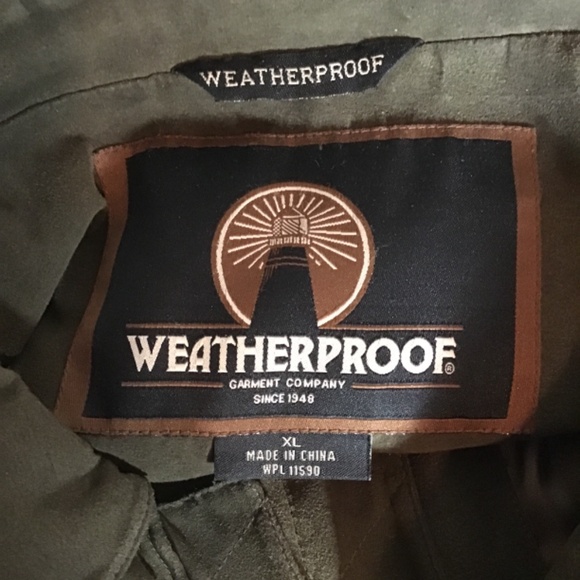 WEATHERPROOF
WEATHERPROOF®
GARMENT COMPANY
SINCE 1948
XL
MADE IN CHINA
WPL 11590